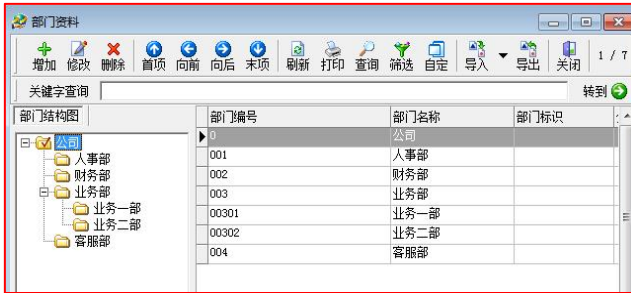 部门资料
增加 修改 删除 首项 向前 向后 末项 刷新 打印 查询 筛选 自定 导入 导出 关闭 1 / 7
关键字查询 转到
部门结构图
公司
人事部
财务部
业务部
业务一部
业务二部
客服部
部门编号 部门名称 部门标识
0 公司
001 人事部
002 财务部
003 业务部
00301 业务一部
00302 业务二部
004 客服部